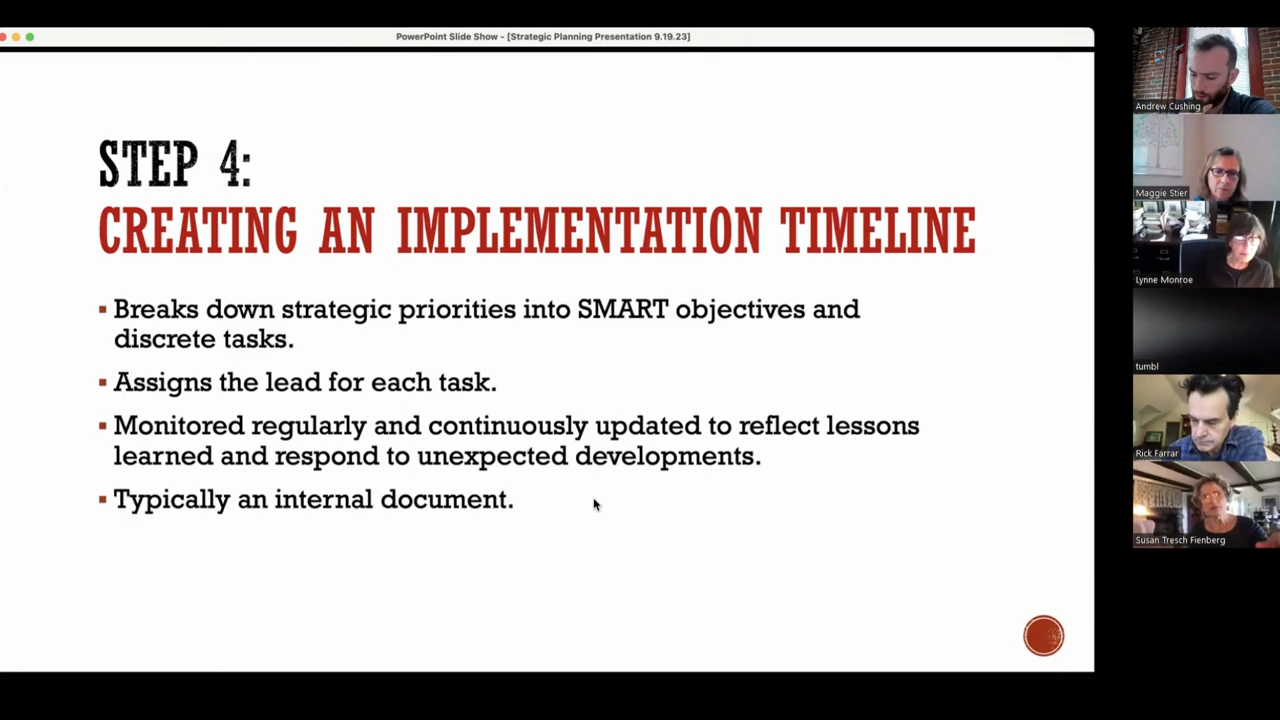 PowerPoint Slide Show - [Strategic Planning Presentation 9.19.23]
STEP 4:
CREATING AN IMPLEMENTATION TIMELINE
▪ Breaks down strategic priorities into SMART objectives and
discrete tasks.
▪ Assigns the lead for each task.
▪ Monitored regularly and continuously updated to reflect lessons
learned and respond to unexpected developments.
▪ Typically an internal document.
Andrew Cushing
Maggie Stier
Lynne Monroe
tumbl
Rick Farrar
Susan Tresch Fienberg